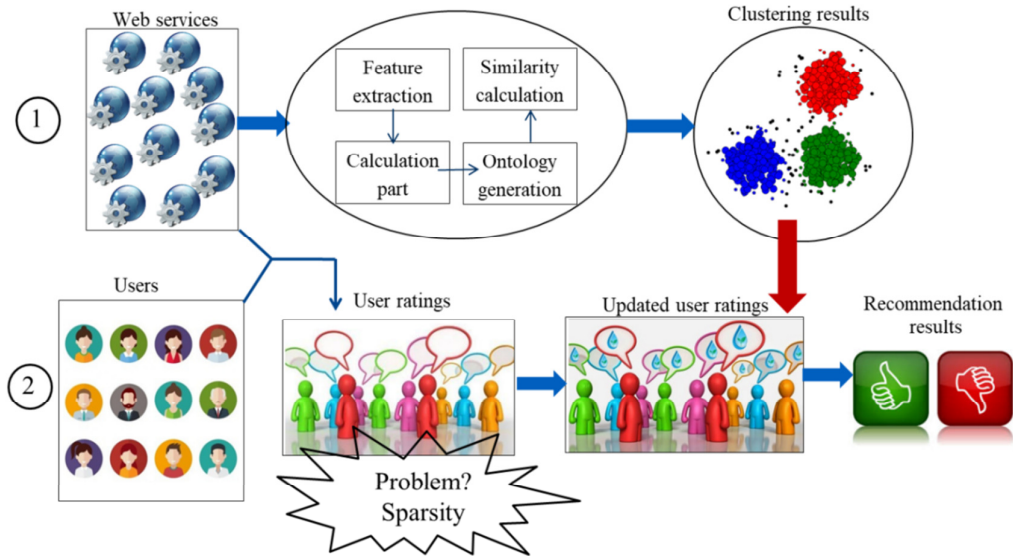 Web services
Clustering results
1
Feature
extraction
Similarity
calculation
Calculation
part
Ontology
generation
Users
User ratings
Updated user ratings
Recommendation
results
2
Problem?
Sparsity